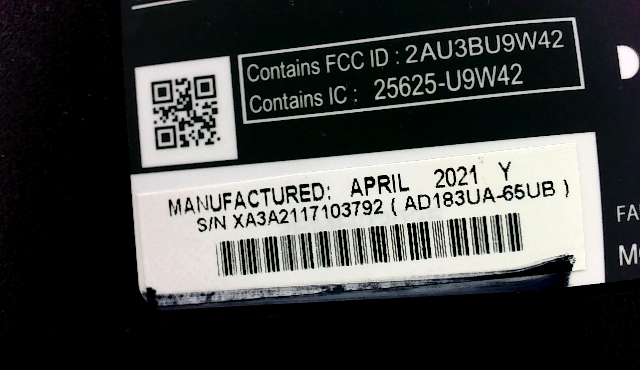 Contains FCC ID : 2AU3BU9W42
Contains IC : 25625-U9W42
MANUFACTURED: APRIL 2021 Y
S/N XA3A2117103792 ( AD183UA-65UB )